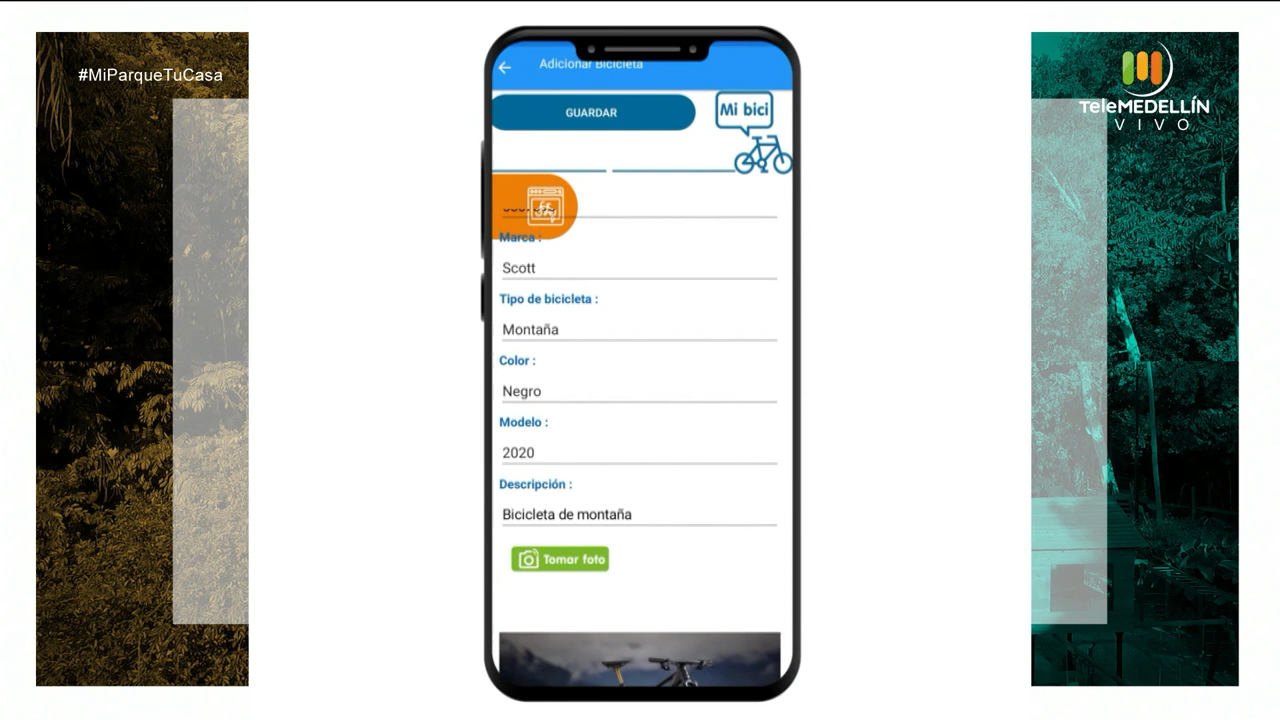 #MiParqueTuCasa
TeleMEDELLÍN
VIVO
Adicionar Bicicleta
GUARDAR
Mi bici
Marca :
Scott
Tipo de bicicleta :
Montaña
Color :
Negro
Modelo :
2020
Descripción :
Bicicleta de montaña
Tomar foto